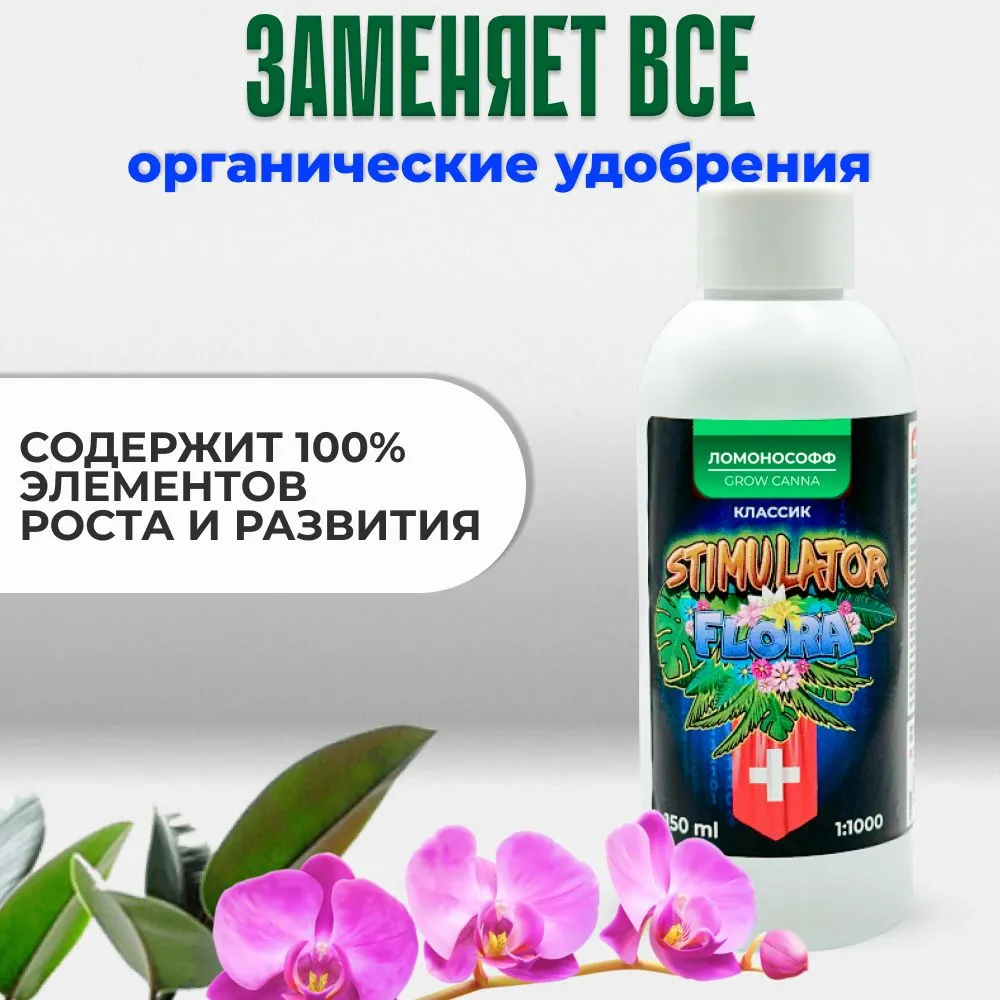 ЗАМЕНЯЕТ ВСЕ
органические удобрения
СОДЕРЖИТ 100%
ЭЛЕМЕНТОВ
РОСТА И РАЗВИТИЯ
ЛОМОНОСОФФ
GROW CANNA
КЛАССИК
STIMULATOR
FLORA
150 ml
1:1000